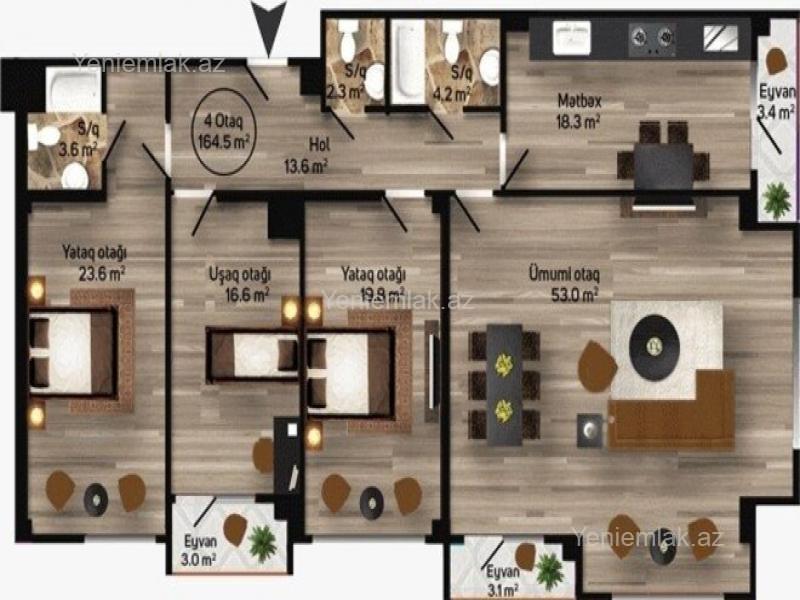 Yeniemlak.az
S/q
2.3 m²
S/q
4.2 m²
Mətbəx
18.3 m²
Eyvan
3.4 m²
4 Otaq
164.5 m²
Hol
13.6 m²
S/q
3.6 m²
Yataq otağı
23.6 m²
Uşaq otağı
16.6 m²
Yataq otağı
19.9 m²
Yeniemlak.az
Ümumi otaq
53.0 m²
Eyvan
3.0 m²
Eyvan
3.1 m²
Yeniemlak.az